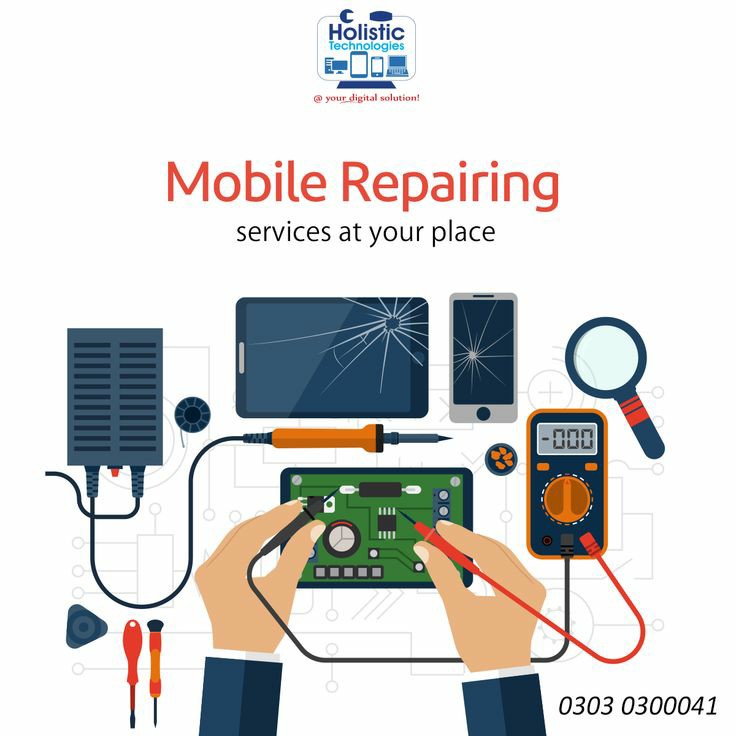 Holistic
Technologies
@ your digital solution!
Mobile Repairing
services at your place
-000
0303 0300041